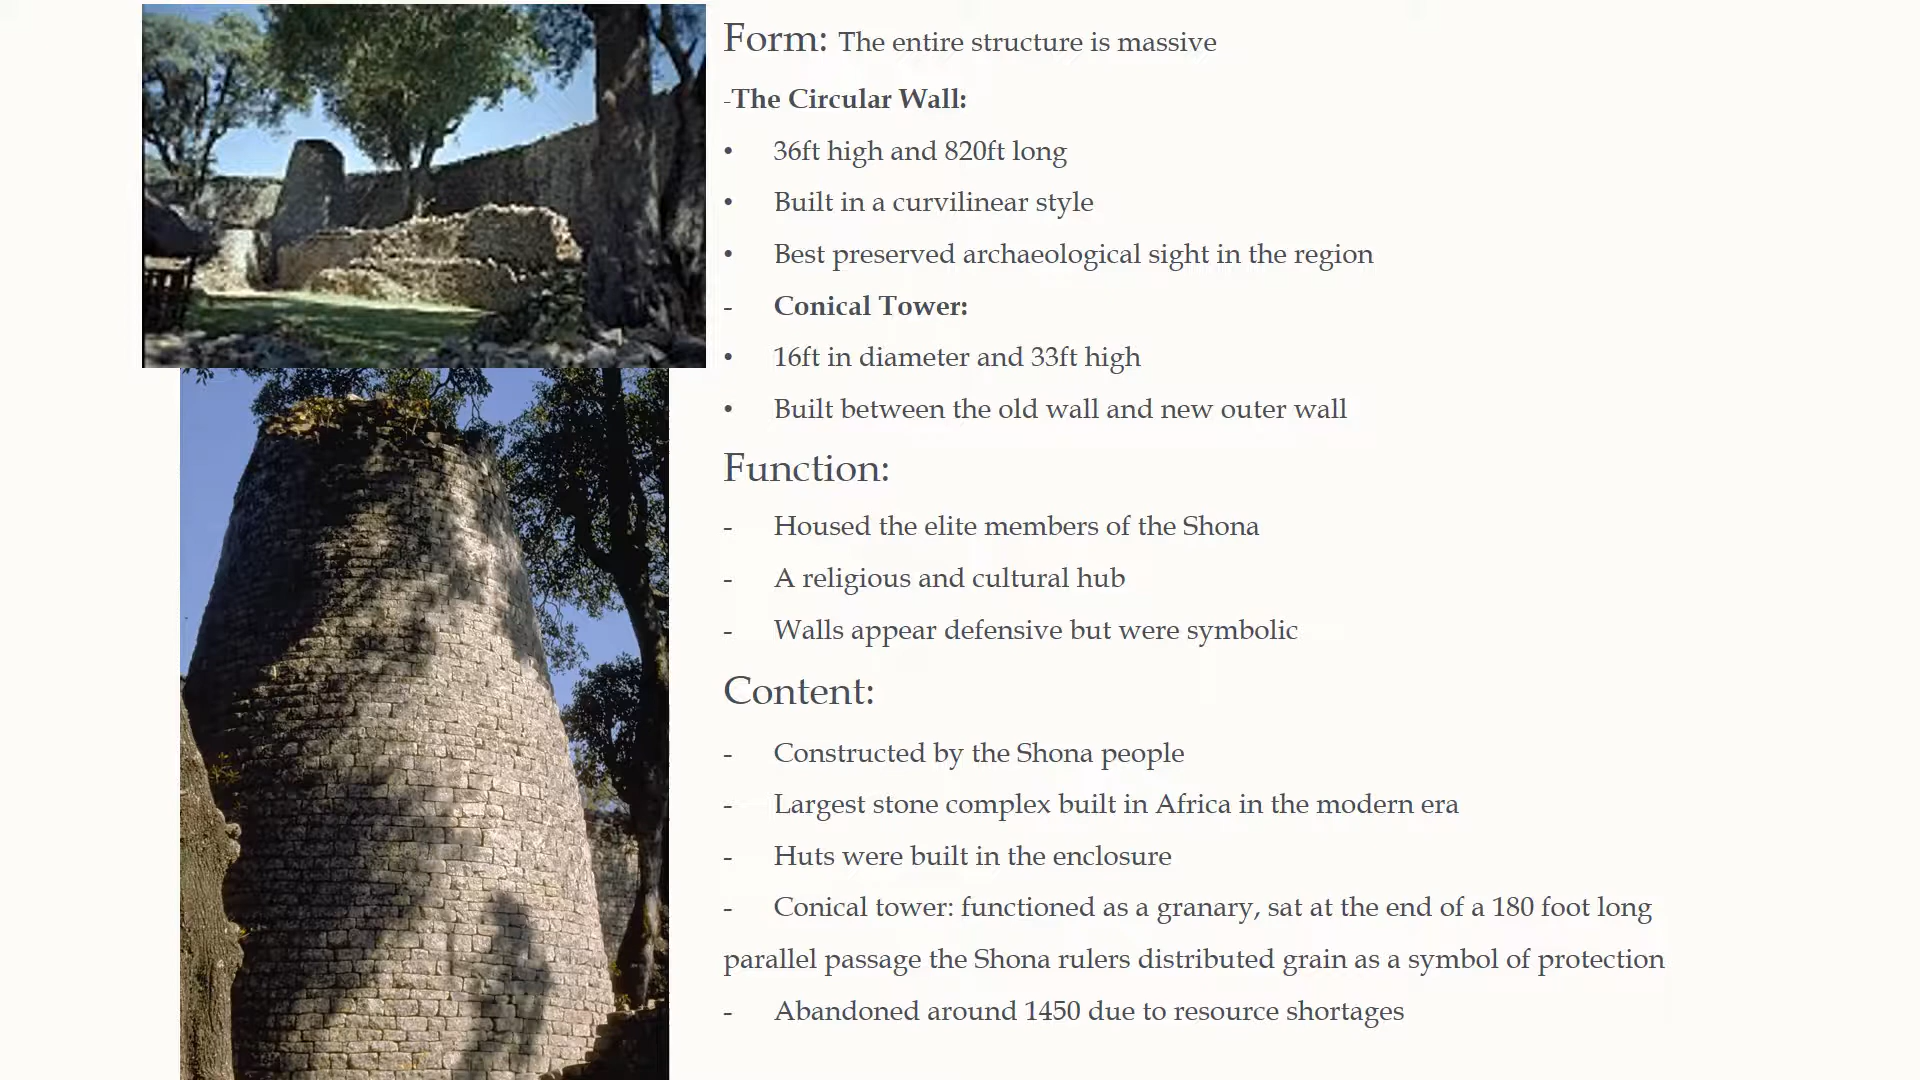 Form: The entire structure is massive
-The Circular Wall:
• 36ft high and 820ft long
• Built in a curvilinear style
• Best preserved archaeological sight in the region
- Conical Tower:
• 16ft in diameter and 33ft high
• Built between the old wall and new outer wall
Function:
- Housed the elite members of the Shona
- A religious and cultural hub
- Walls appear defensive but were symbolic
Content:
- Constructed by the Shona people
- Largest stone complex built in Africa in the modern era
- Huts were built in the enclosure
- Conical tower: functioned as a granary, sat at the end of a 180 foot long
parallel passage the Shona rulers distributed grain as a symbol of protection
- Abandoned around 1450 due to resource shortages